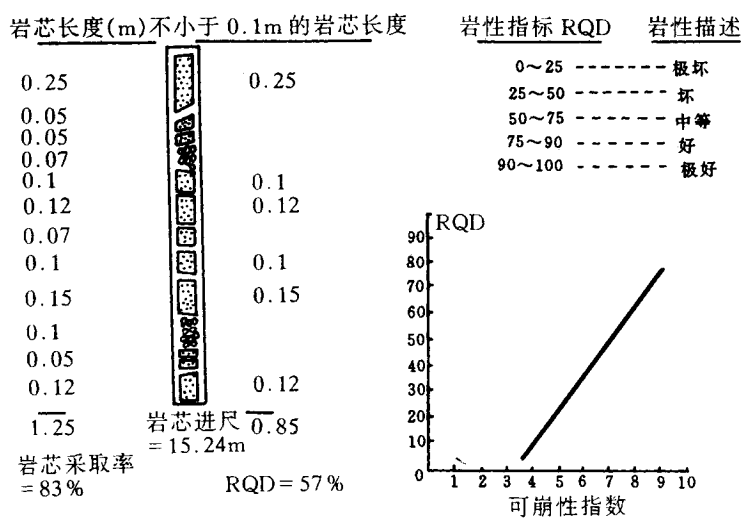 岩芯长度(m)不小于0.1m的岩芯长度
0.25 0.25
0.05
0.05
0.07
0.1 0.1
0.12 0.12
0.07
0.1 0.1
0.15 0.15
0.1
0.05
0.12 0.12
1.25 岩芯进尺 0.85
=15.24m
岩芯采取率
=83% RQD=57%
岩性指标 RQD 岩性描述
0~25 ------- 极坏
25~50 ------- 坏
50~75 ------- 中等
75~90 ------- 好
90~100 ------- 极好
RQD
90
80
70
60
50
40
30
20
10
0 1 2 3 4 5 6 7 8 9 10
可崩性指数